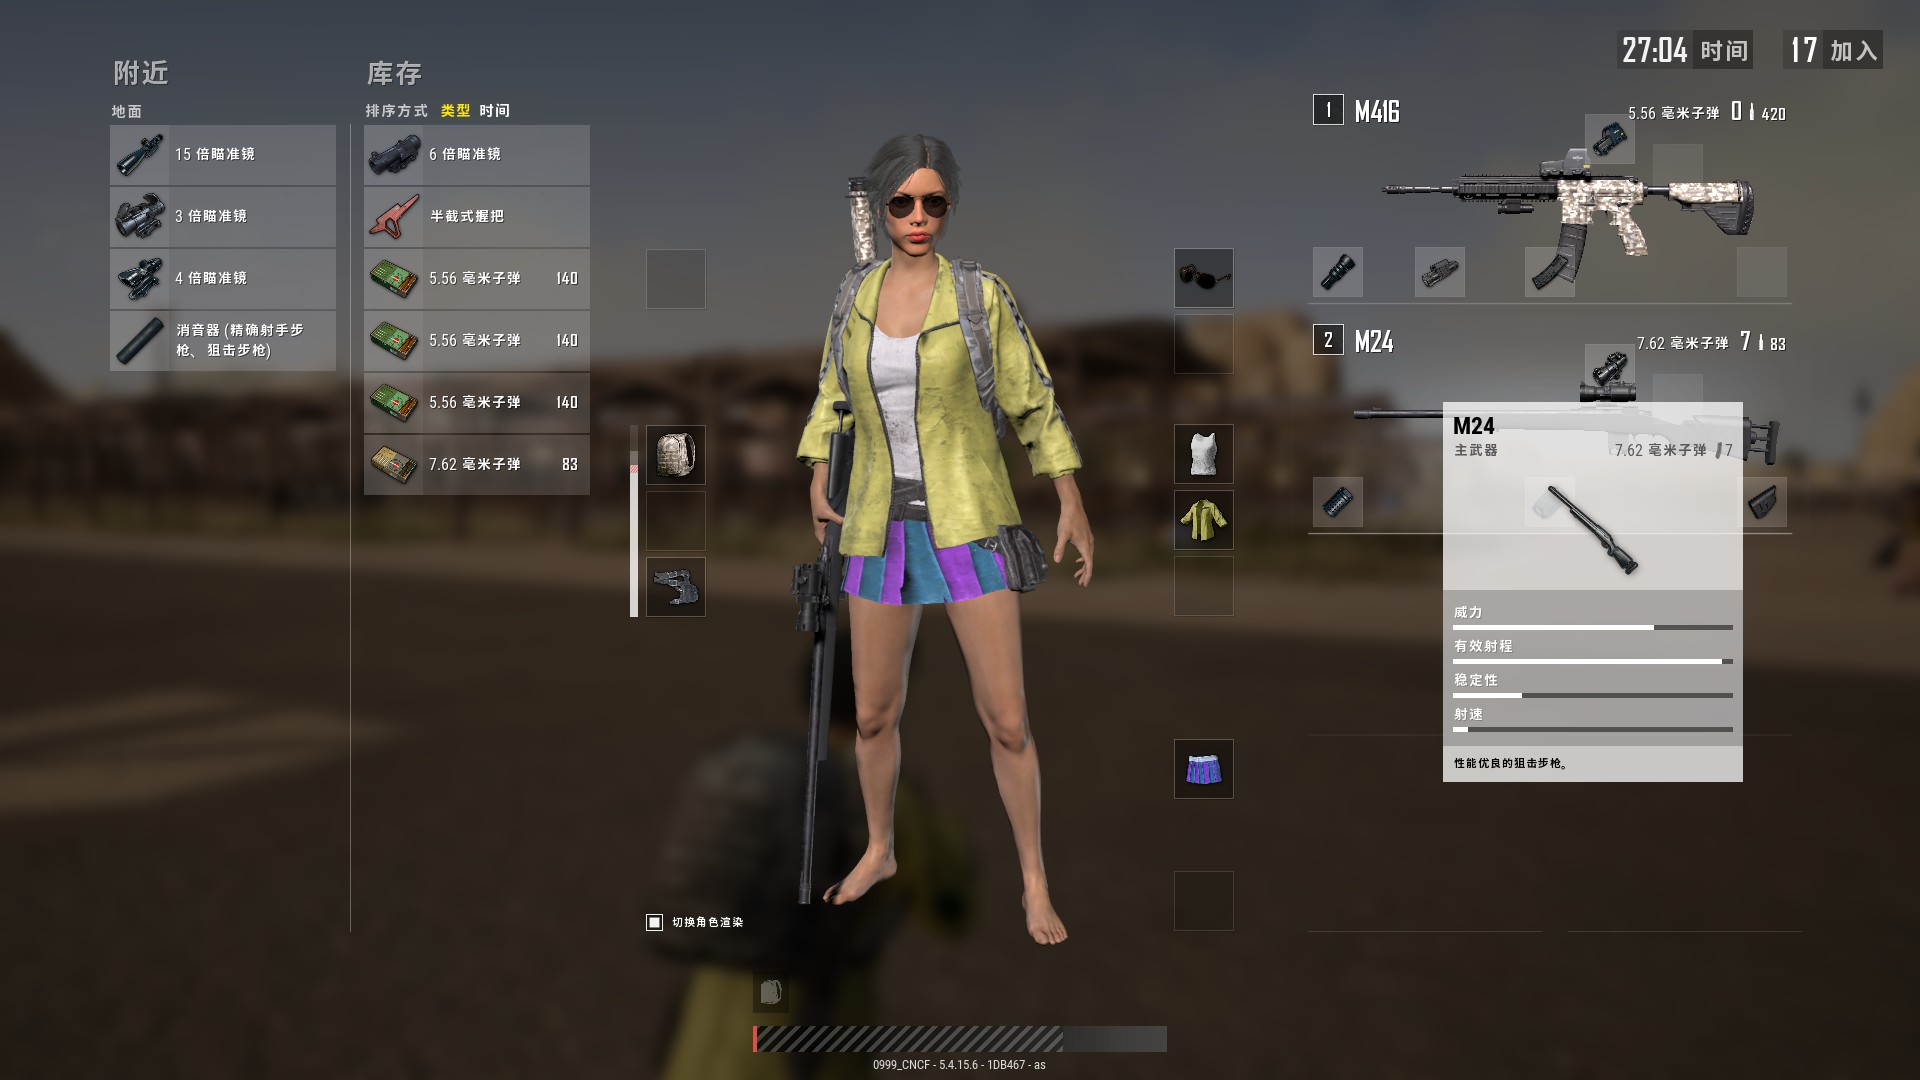 27:04 时间
17 加入
附近
地面
15 倍瞄准镜
3 倍瞄准镜
4 倍瞄准镜
消音器 (精确射手步
枪、 狙击步枪)
库存
排序方式 类型 时间
6 倍瞄准镜
半截式握把
5.56 毫米子弹 140
5.56 毫米子弹 140
5.56 毫米子弹 140
7.62 毫米子弹 83
切换角色渲染
1 M416
5.56 毫米子弹 0 420
2 M24
7.62 毫米子弹 7 83
M24
主武器
7.62 毫米子弹 7
威力
有效射程
稳定性
射速
性能优良的狙击步枪。
0999_CNCF - 5.4.15.6 - 1DB467 - as